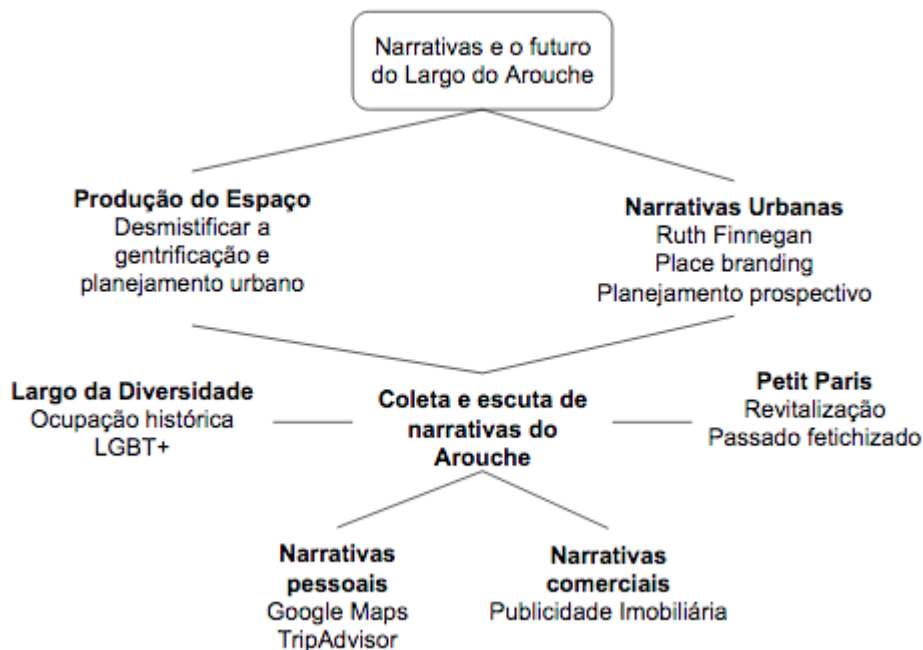 Narrativas e o futuro
do Largo do Arouche
Produção do Espaço
Desmistificar a
gentrificação e
planejamento urbano
Narrativas Urbanas
Ruth Finnegan
Place branding
Planejamento prospectivo
Largo da Diversidade
Ocupação histórica
LGBT+
Coleta e escuta de
narrativas do
Arouche
Petit Paris
Revitalização
Passado fetichizado
Narrativas
pessoais
Google Maps
TripAdvisor
Narrativas
comerciais
Publicidade Imobiliária